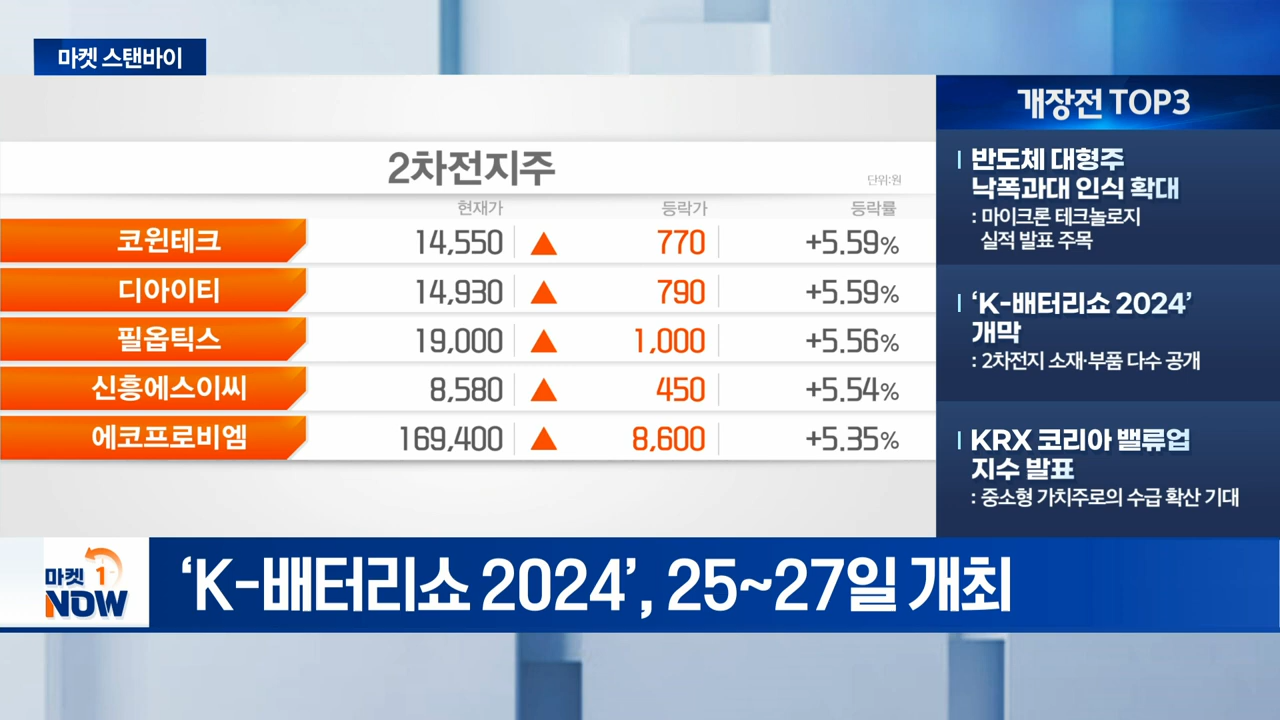 마켓 스탠바이
2차전지주
단위:원
현재가 등락가 등락률
코윈테크 14,550 ▲ 770 +5.59%
디아이티 14,930 ▲ 790 +5.59%
필옵틱스 19,000 ▲ 1,000 +5.56%
신흥에스이씨 8,580 ▲ 450 +5.54%
에코프로비엠 169,400 ▲ 8,600 +5.35%
개장전 TOP3
반도체 대형주
낙폭과대 인식 확대
: 마이크론 테크놀로지
실적 발표 주목
‘K-배터리쇼 2024’
개막
: 2차전지 소재·부품 다수 공개
KRX 코리아 밸류업
지수 발표
: 중소형 가치주로의 수급 확산 기대
마켓 1
NOW
‘K-배터리쇼 2024’, 25~27일 개최